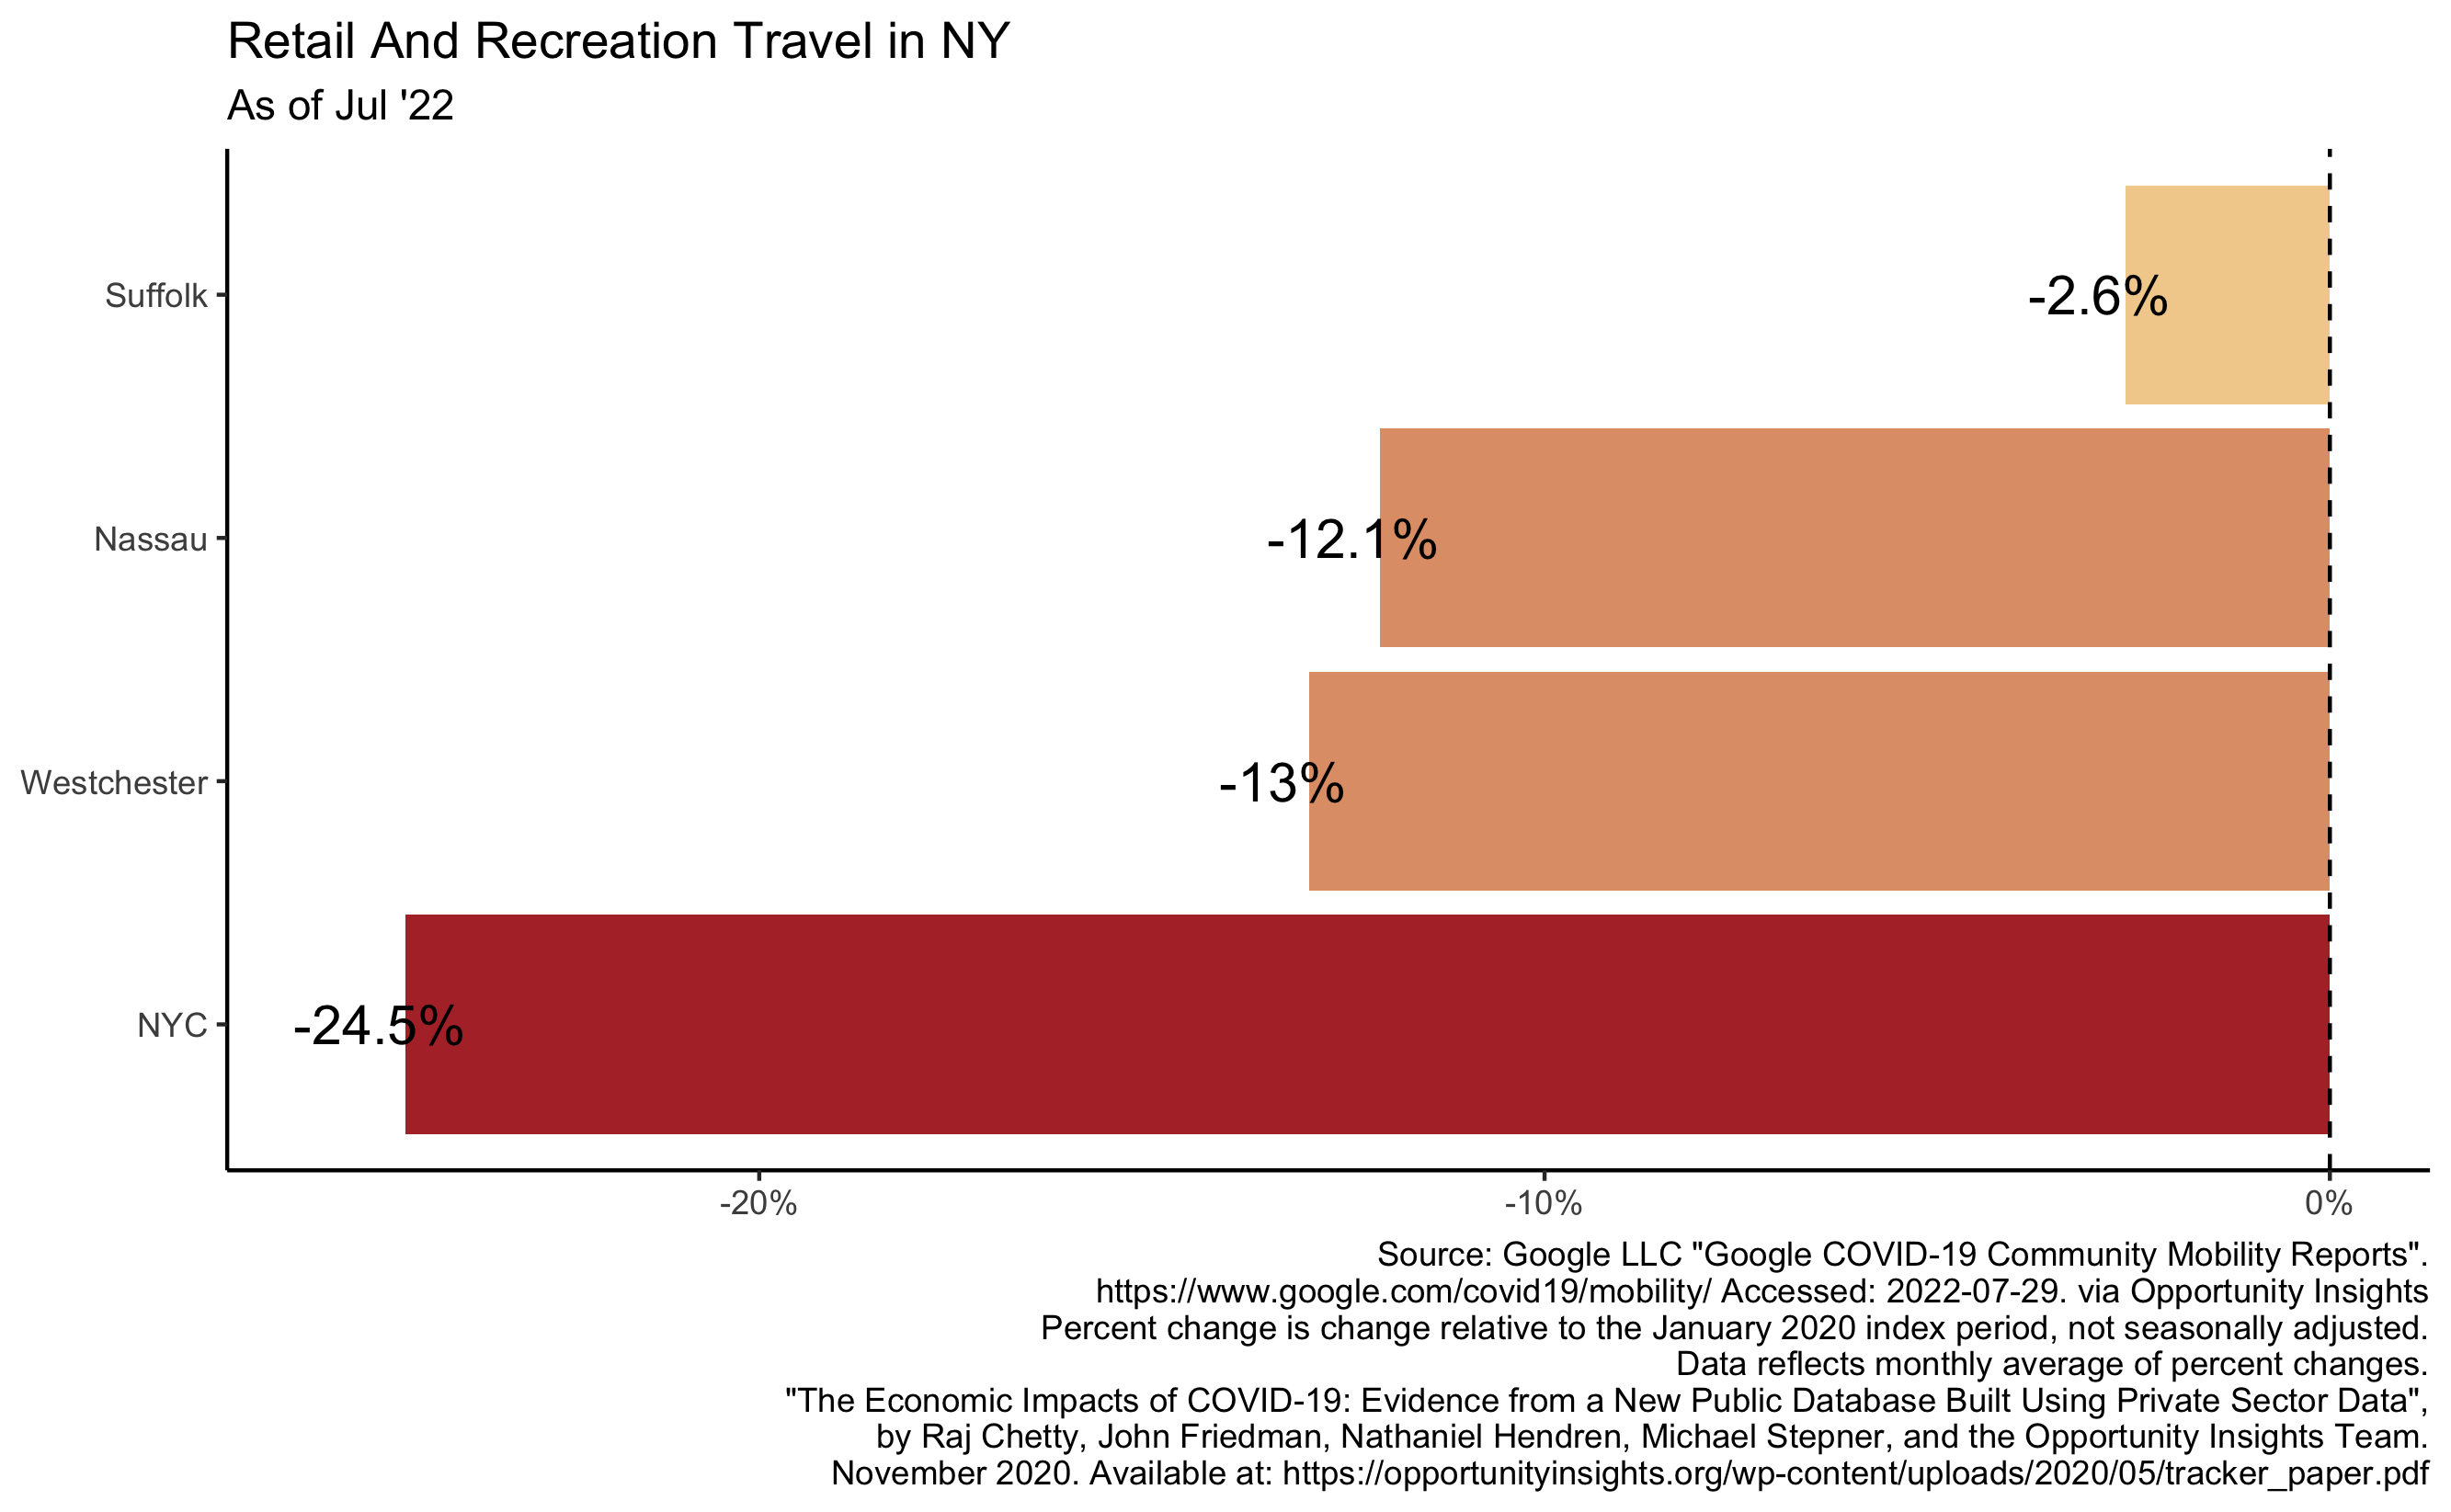 Retail And Recreation Travel in NY
As of Jul '22
Suffolk
-2.6%
Nassau
-12.1%
Westchester
-13%
NYC
-24.5%
-20%
-10%
0%
Source: Google LLC "Google COVID-19 Community Mobility Reports".
https://www.google.com/covid19/mobility/ Accessed: 2022-07-29. via Opportunity Insights
Percent change is change relative to the January 2020 index period, not seasonally adjusted.
Data reflects monthly average of percent changes.
"The Economic Impacts of COVID-19: Evidence from a New Public Database Built Using Private Sector Data",
by Raj Chetty, John Friedman, Nathaniel Hendren, Michael Stepner, and the Opportunity Insights Team.
November 2020. Available at: https://opportunityinsights.org/wp-content/uploads/2020/05/tracker_paper.pdf